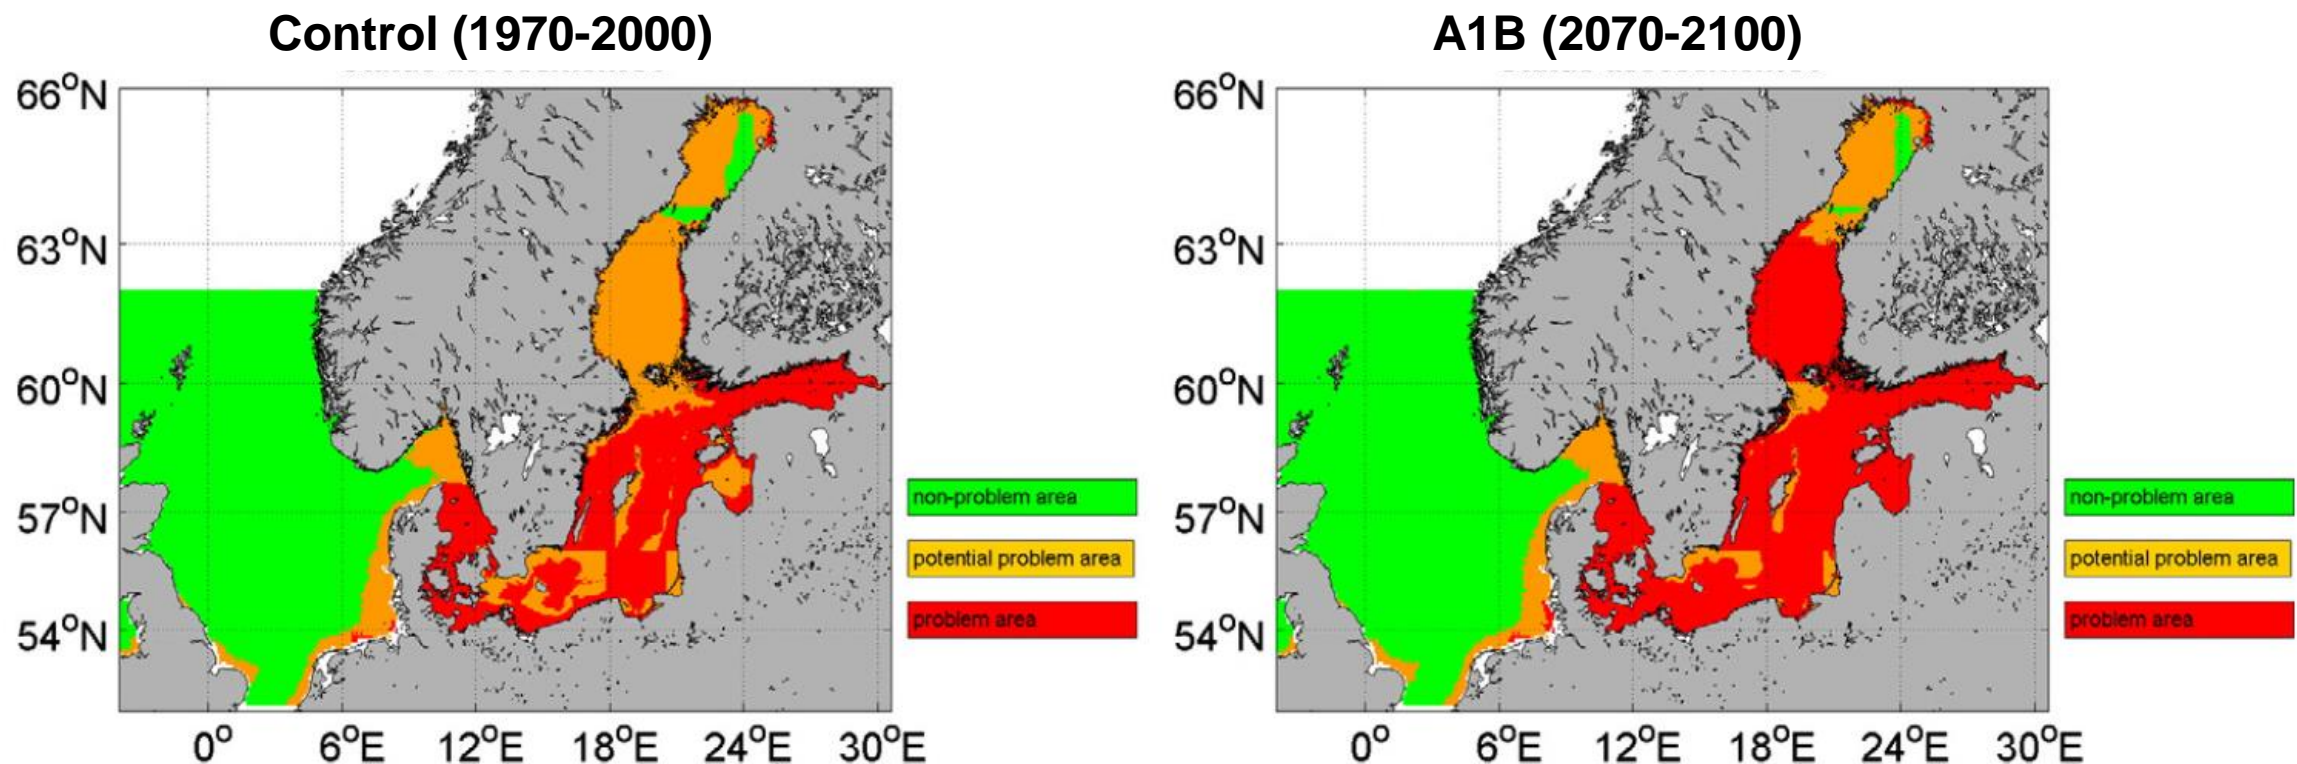 Control (1970-2000)
66°N
63°N
60°N
57°N
54°N
0°
6°E
12°E
18°E
24°E
30°E
non-problem area
potential problem area
problem area
A1B (2070-2100)
66°N
63°N
60°N
57°N
54°N
0°
6°E
12°E
18°E
24°E
30°E
non-problem area
potential problem area
problem area